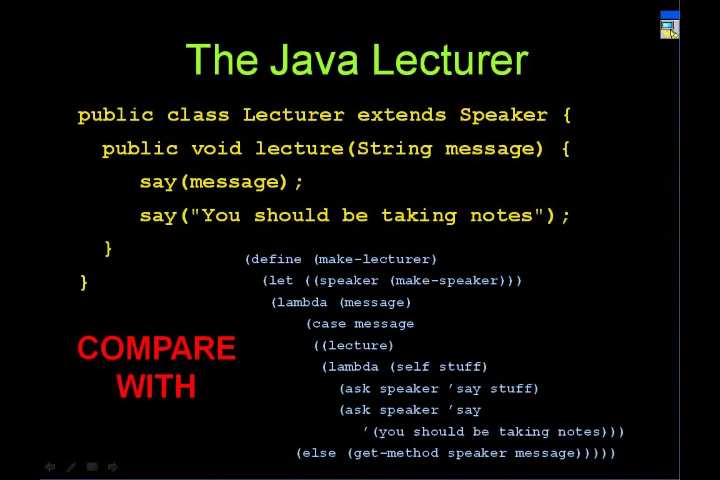 The Java Lecturer
public class Lecturer extends Speaker {
public void lecture(String message) {
say(message);
say("You should be taking notes");
}
}
COMPARE
WITH
(define (make-lecturer)
(let ((speaker (make-speaker)))
(lambda (message)
(case message
((lecture)
(lambda (self stuff)
(ask speaker ’say stuff)
(ask speaker ’say
’(you should be taking notes)))
(else (get-method speaker message)))))